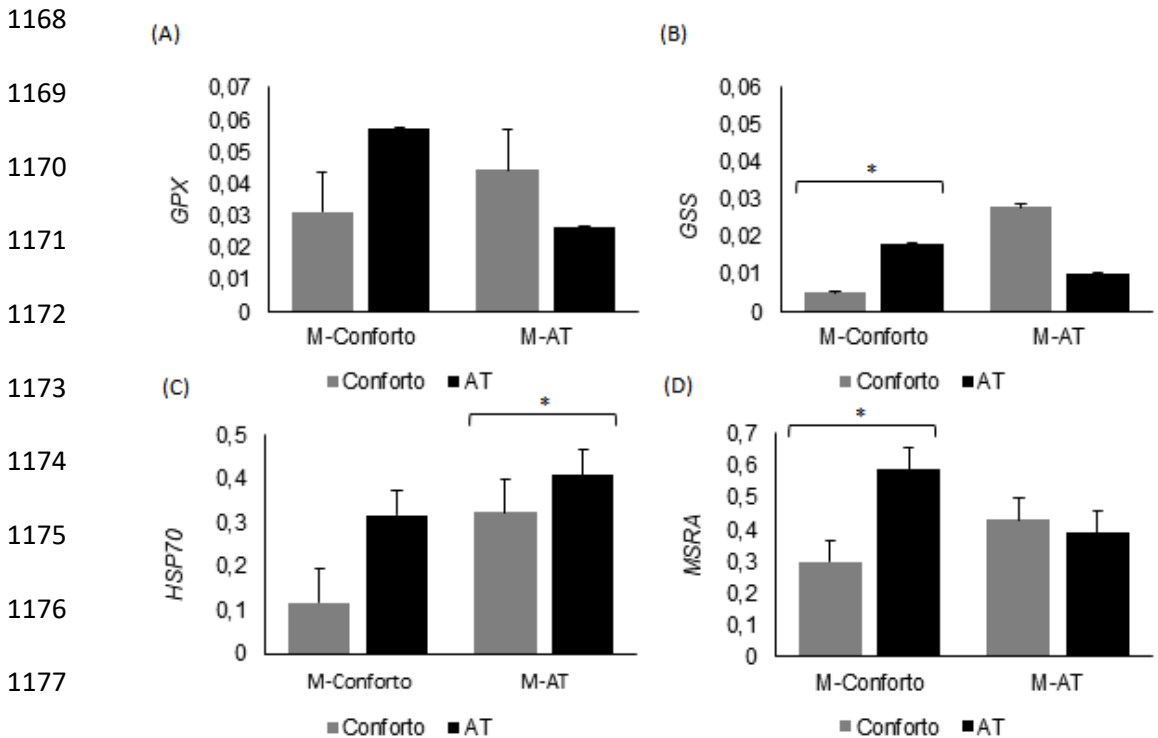 1168
1169
1170
1171
1172
1173
1174
1175
1176
1177
(A)
0,07
0,06
0,05
0,04
0,03
0,02
0,01
0
GPX
M-Conforto M-AT
Conforto AT
(B)
0,06
0,05
0,04
0,03
0,02
0,01
0
GSS
*
M-Conforto M-AT
Conforto AT
(C)
0,5
0,4
0,3
0,2
0,1
0
HSP70
*
M-Conforto M-AT
Conforto AT
(D)
0,7
0,6
0,5
0,4
0,3
0,2
0,1
0
MSRA
*
M-Conforto M-AT
Conforto AT